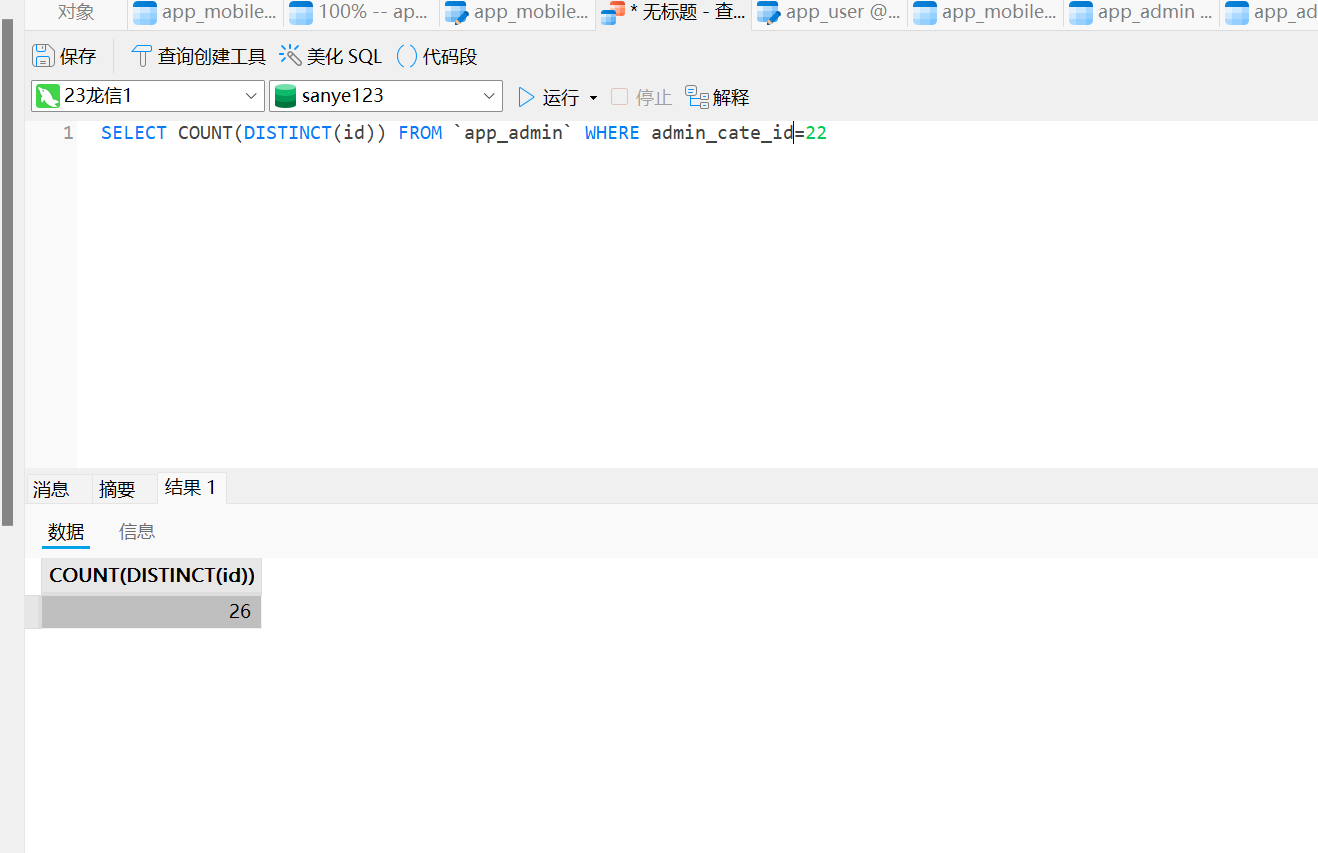 对象 app_mobile... 100% -- ap... app_mobile... * 无标题 - 查... app_user @... app_mobile... app_admin ... app_ad
保存 查询创建工具 美化 SQL () 代码段
23龙信1 sanye123 运行 停止 解释
1 SELECT COUNT(DISTINCT(id)) FROM `app_admin` WHERE admin_cate_id=22
消息 摘要 结果 1
数据 信息
COUNT(DISTINCT(id))
26